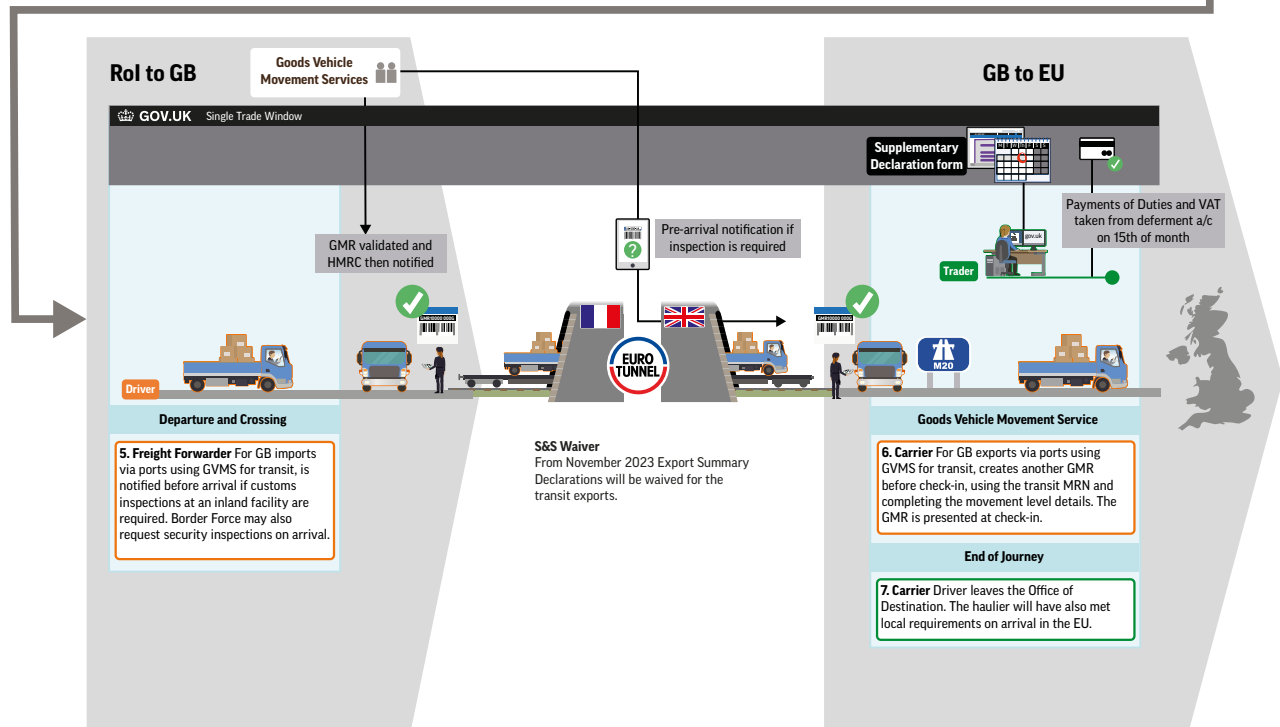 RoI to GB
Goods Vehicle
Movement Services
GB to EU
GOV.UK Single Trade Window
Supplementary
Declaration form
M T W Th F S S
Payments of Duties and VAT
taken from deferment a/c
on 15th of month
gov.uk
Trader
GMR validated and
HMRC then notified
Pre-arrival notification if
inspection is required
GMR10000 0006
GMR10000 0006
EURO
TUNNEL
M20
Driver
Departure and Crossing
5. Freight Forwarder For GB imports
via ports using GVMS for transit, is
notified before arrival if customs
inspections at an inland facility are
required. Border Force may also
request security inspections on arrival.
S&S Waiver
From November 2023 Export Summary
Declarations will be waived for the
transit exports.
Goods Vehicle Movement Service
6. Carrier For GB exports via ports using
GVMS for transit, creates another GMR
before check-in, using the transit MRN and
completing the movement level details. The
GMR is presented at check-in.
End of Journey
7. Carrier Driver leaves the Office of
Destination. The haulier will have also met
local requirements on arrival in the EU.